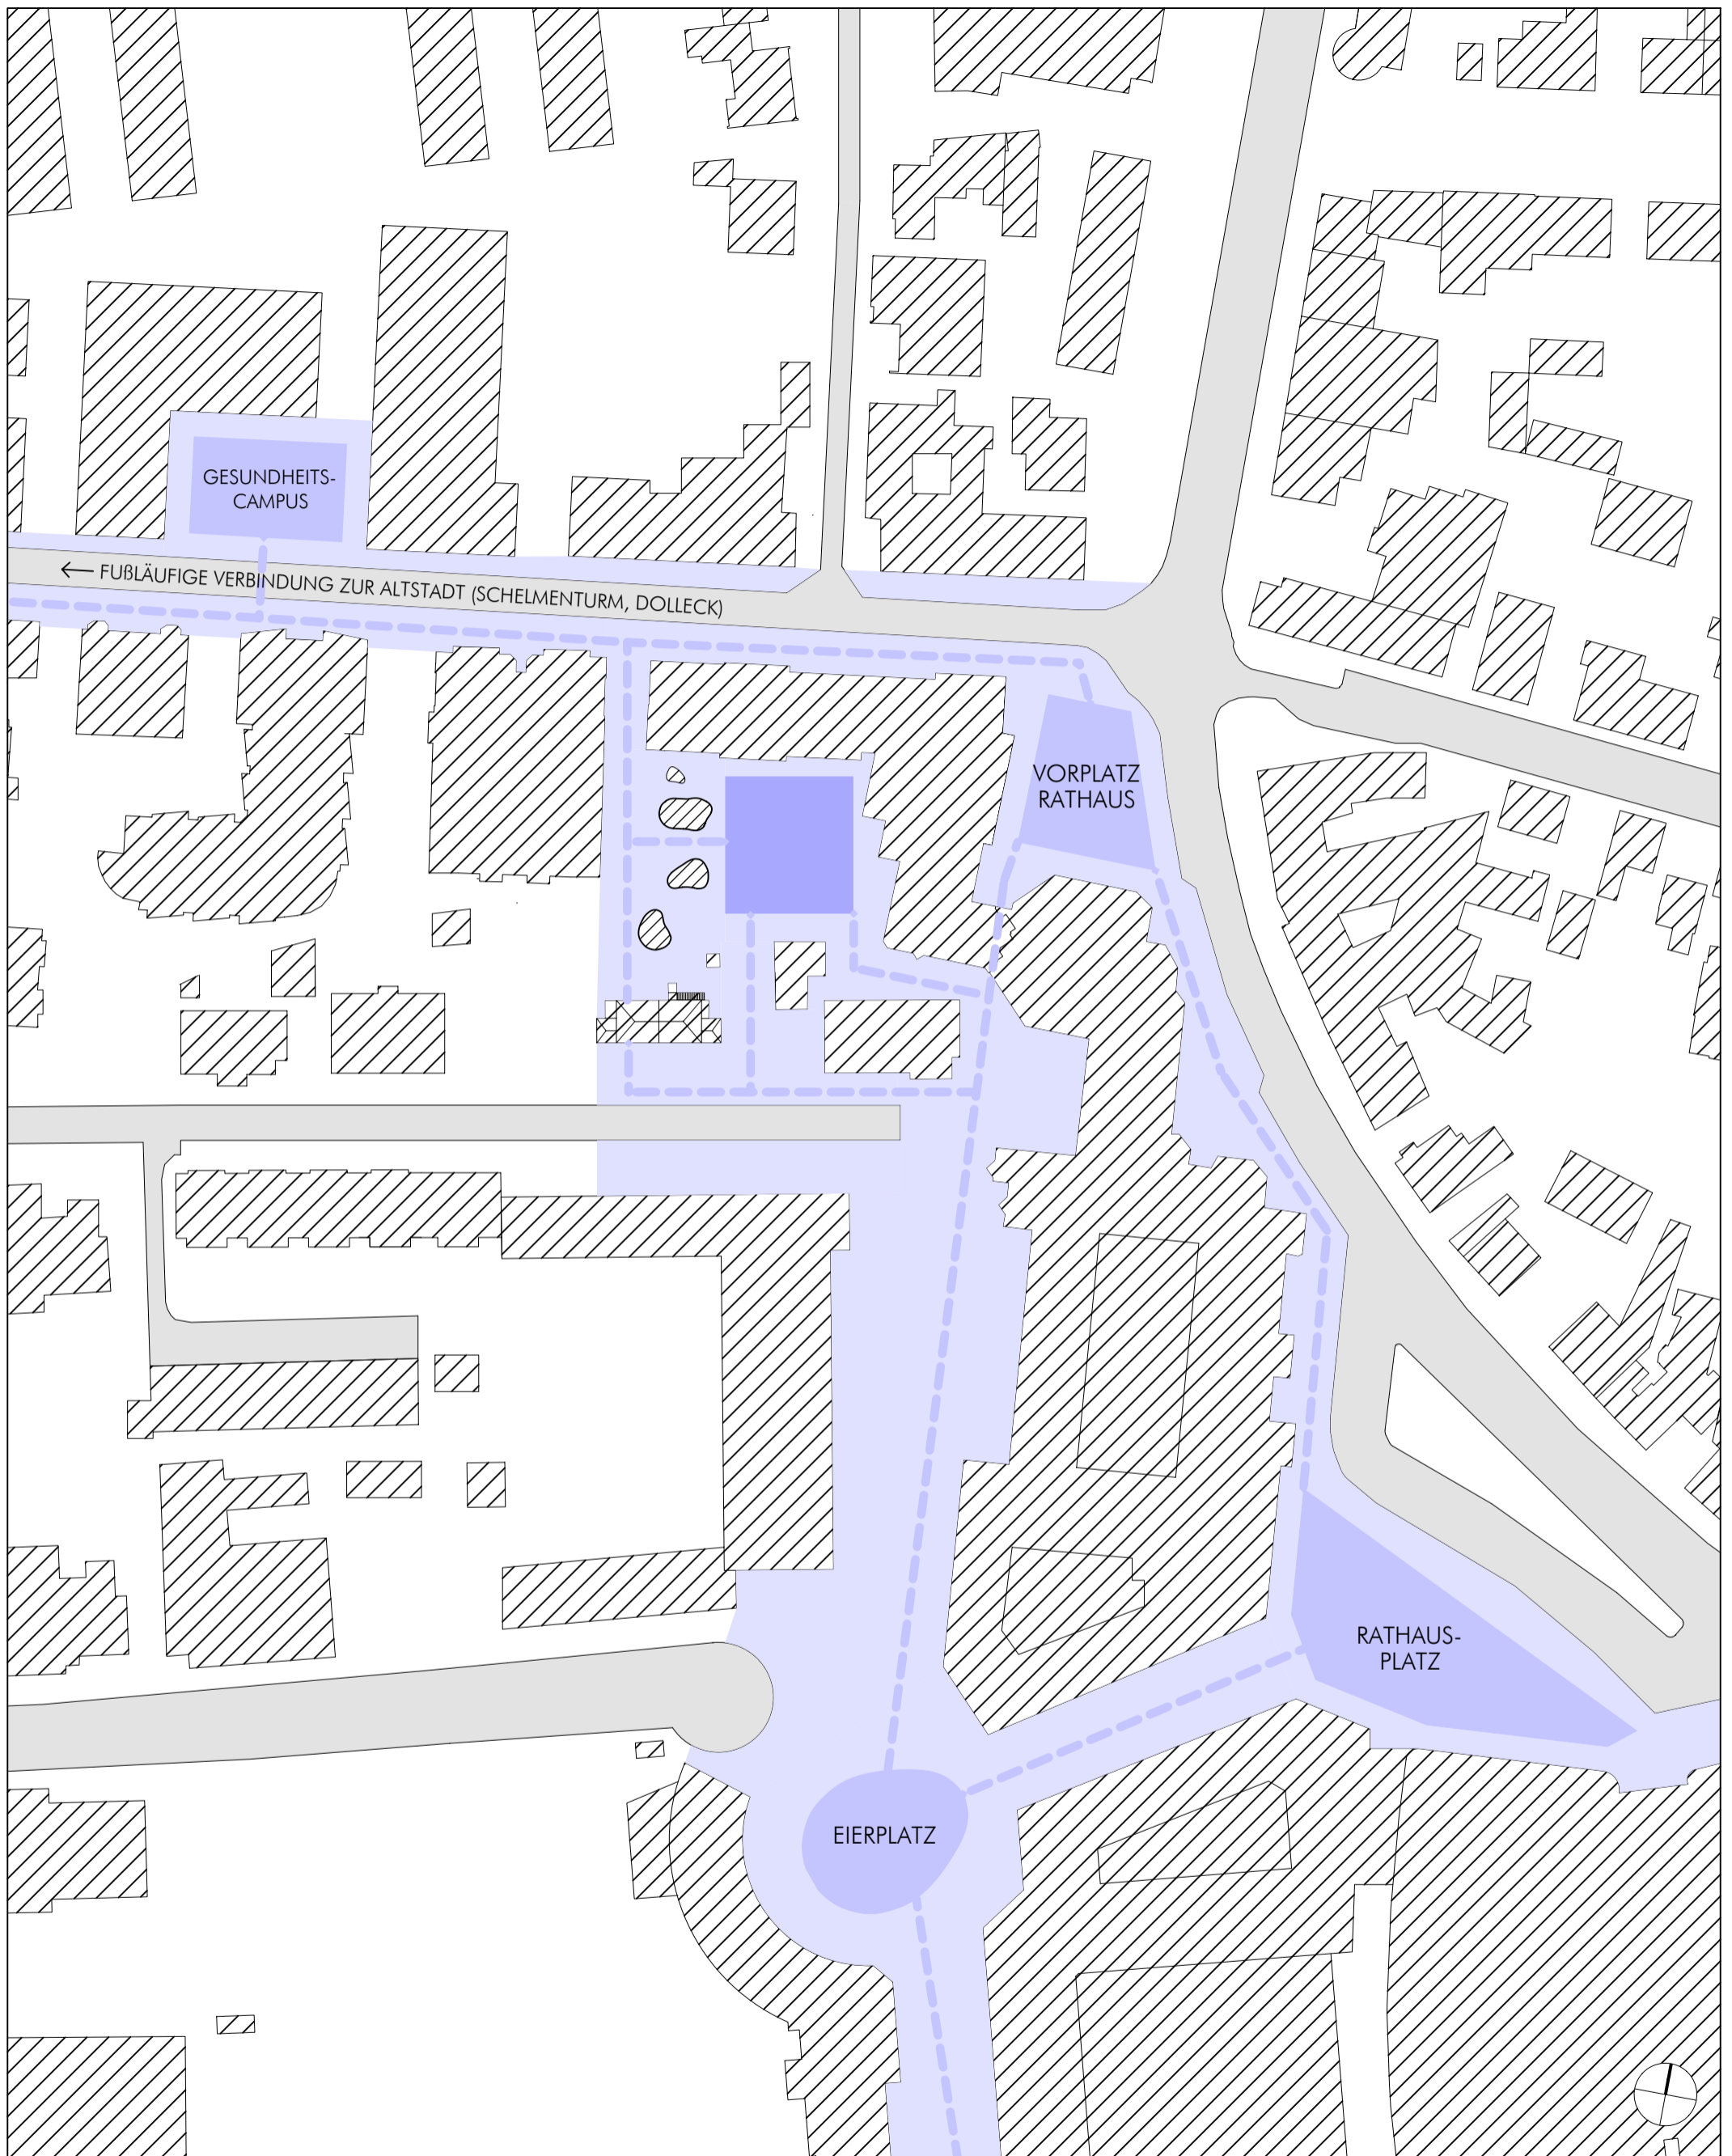 GESUNDHEITS-
CAMPUS
← FUßLÄUFIGE VERBINDUNG ZUR ALTSTADT (SCHELMENTURM, DOLLECK)
VORPLATZ
RATHAUS
RATHAUS-
PLATZ
EIERPLATZ